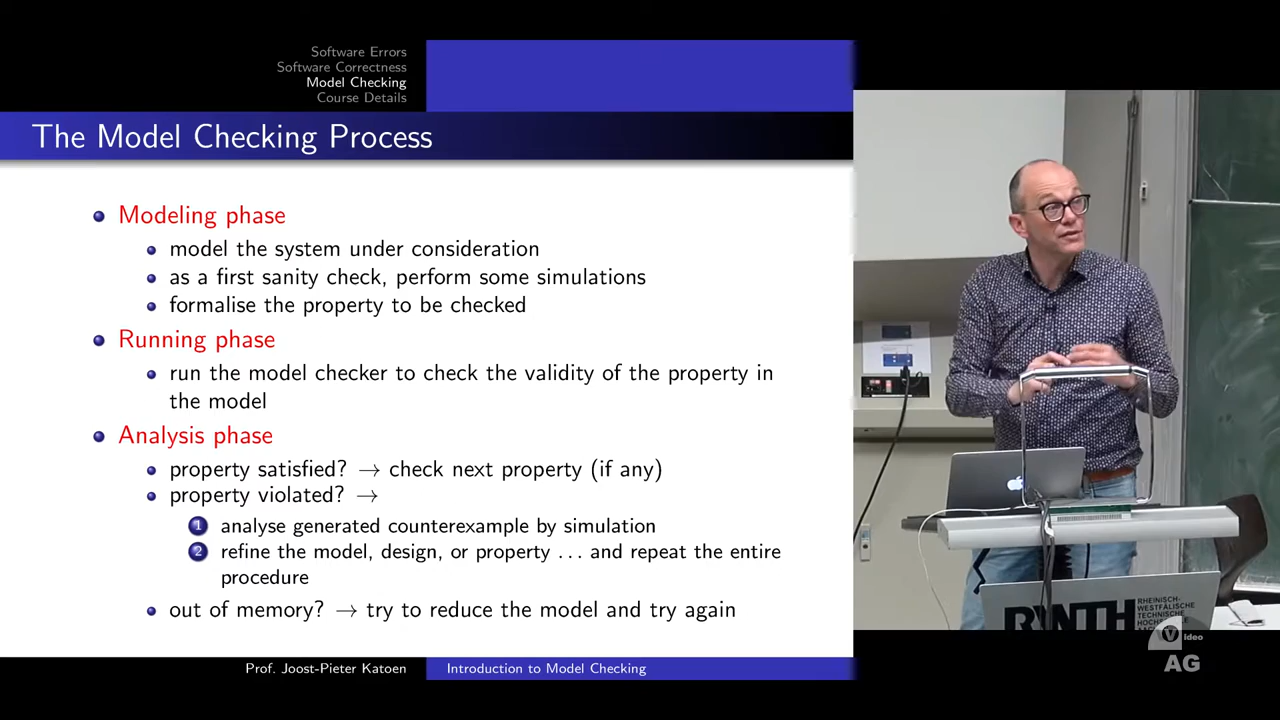 Software Errors
Software Correctness
Model Checking
Course Details
The Model Checking Process
Modeling phase
model the system under consideration
as a first sanity check, perform some simulations
formalise the property to be checked
Running phase
run the model checker to check the validity of the property in
the model
Analysis phase
property satisfied? → check next property (if any)
property violated? →
1 analyse generated counterexample by simulation
2 refine the model, design, or property ... and repeat the entire
procedure
out of memory? → try to reduce the model and try again
Prof. Joost-Pieter Katoen
Introduction to Model Checking
RWTH
RHEINISCH-
WESTFÄLISCHE
TECHNISCHE
Video
AG